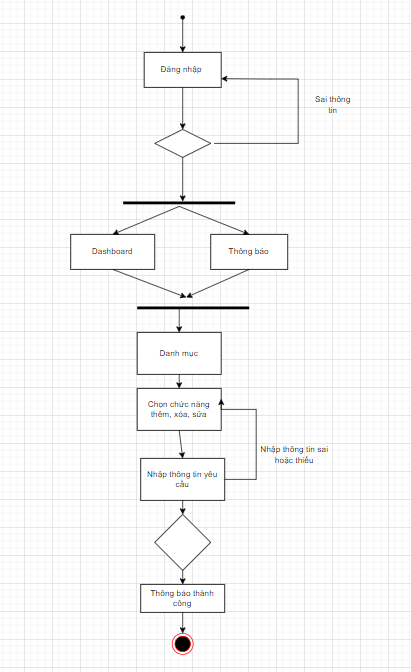 Đăng nhập
Sai thông
tin
Dashboard
Thông báo
Danh mục
Chọn chức năng
thêm, xóa, sửa
Nhập thông tin sai
hoặc thiếu
Nhập thông tin yêu
cầu
Thông báo thành
công